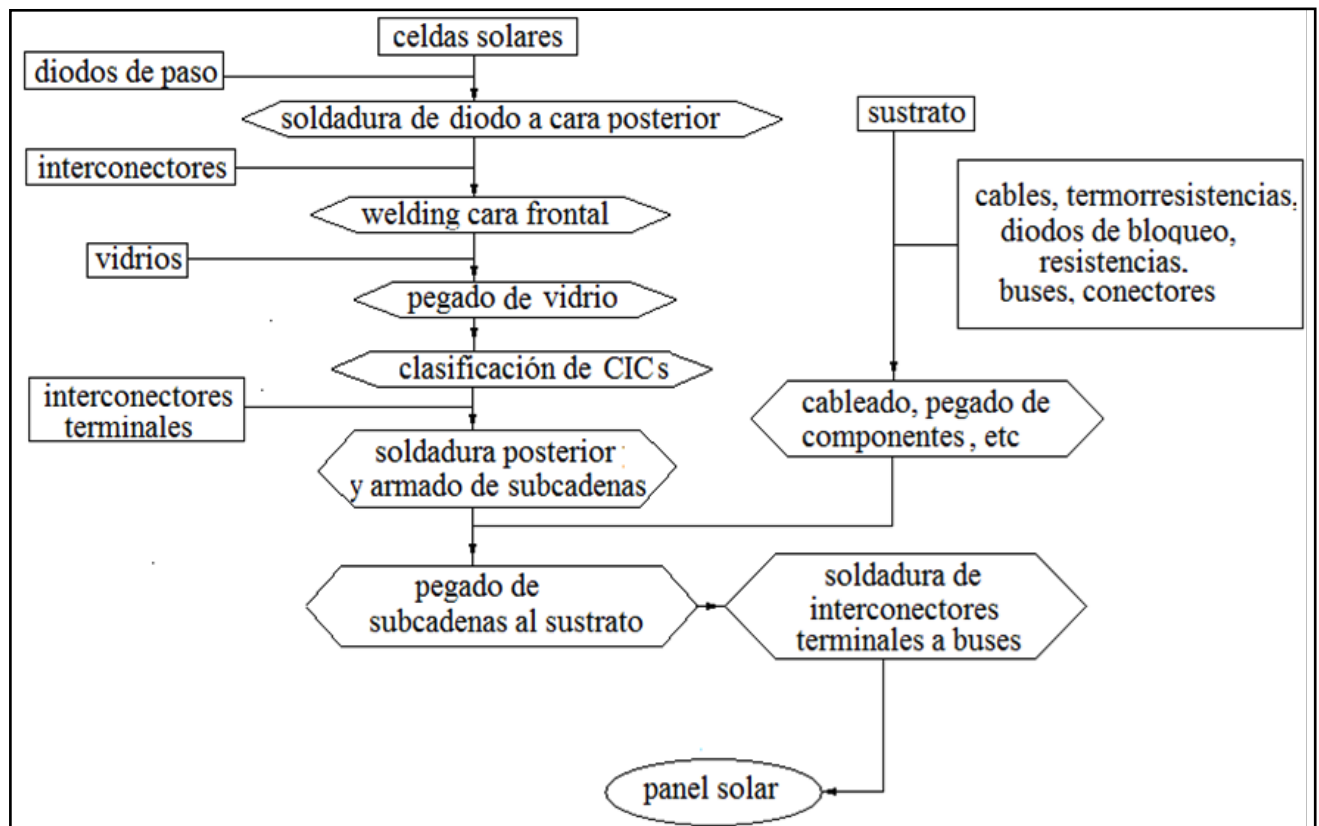 celdas solares
diodos de paso
soldadura de diodo a cara posterior
sustrato
interconectores
welding cara frontal
cables, termorresistencias,
diodos de bloqueo,
resistencias,
buses, conectores
vidrios
pegado de vidrio
clasificación de CICs
interconectores
terminales
cableado, pegado de
componentes, etc
soldadura posterior
y armado de subcadenas
pegado de
subcadenas al sustrato
soldadura de
interconectores
terminales a buses
panel solar